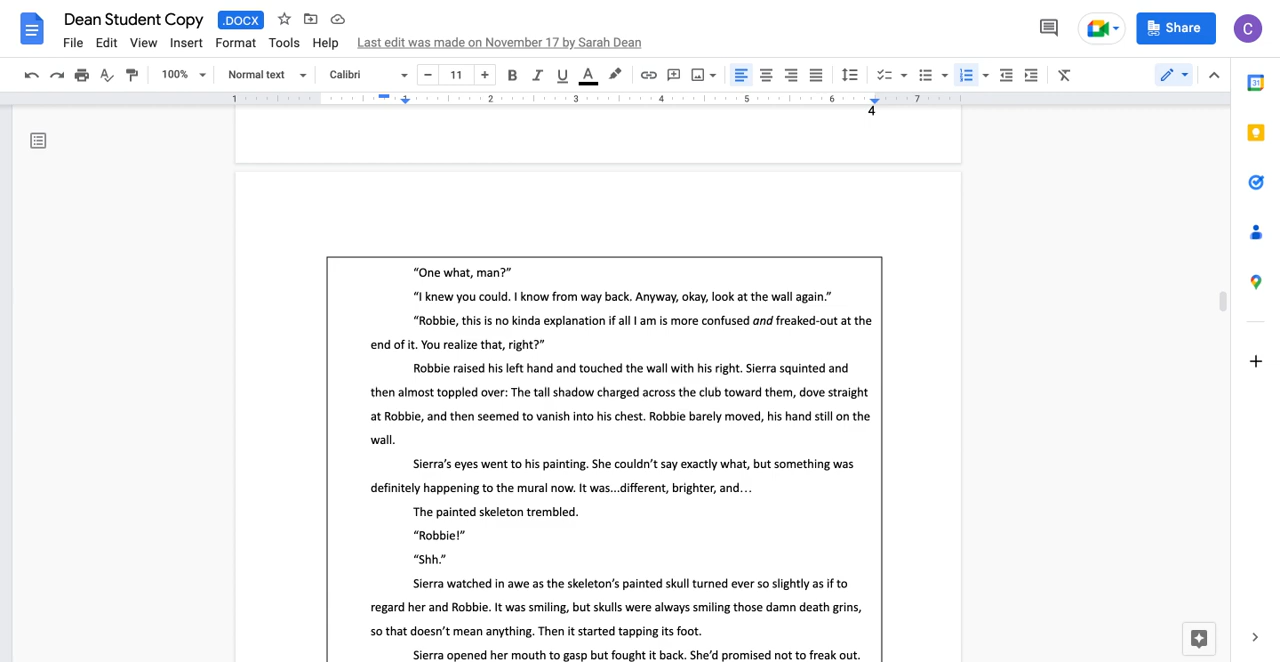 Dean Student Copy .DOCX
File Edit View Insert Format Tools Help Last edit was made on November 17 by Sarah Dean
Share
C
100% Normal text Calibri − 11 + B I U A
31
1 1 2 3 4 5 6 7
4
“One what, man?”
“I knew you could. I know from way back. Anyway, okay, look at the wall again.”
“Robbie, this is no kinda explanation if all I am is more confused and freaked-out at the
end of it. You realize that, right?”
Robbie raised his left hand and touched the wall with his right. Sierra squinted and
then almost toppled over: The tall shadow charged across the club toward them, dove straight
at Robbie, and then seemed to vanish into his chest. Robbie barely moved, his hand still on the
wall.
Sierra’s eyes went to his painting. She couldn’t say exactly what, but something was
definitely happening to the mural now. It was...different, brighter, and…
The painted skeleton trembled.
“Robbie!”
“Shh.”
Sierra watched in awe as the skeleton’s painted skull turned ever so slightly as if to
regard her and Robbie. It was smiling, but skulls were always smiling those damn death grins,
so that doesn’t mean anything. Then it started tapping its foot.
Sierra opened her mouth to gasp but fought it back. She’d promised not to freak out.